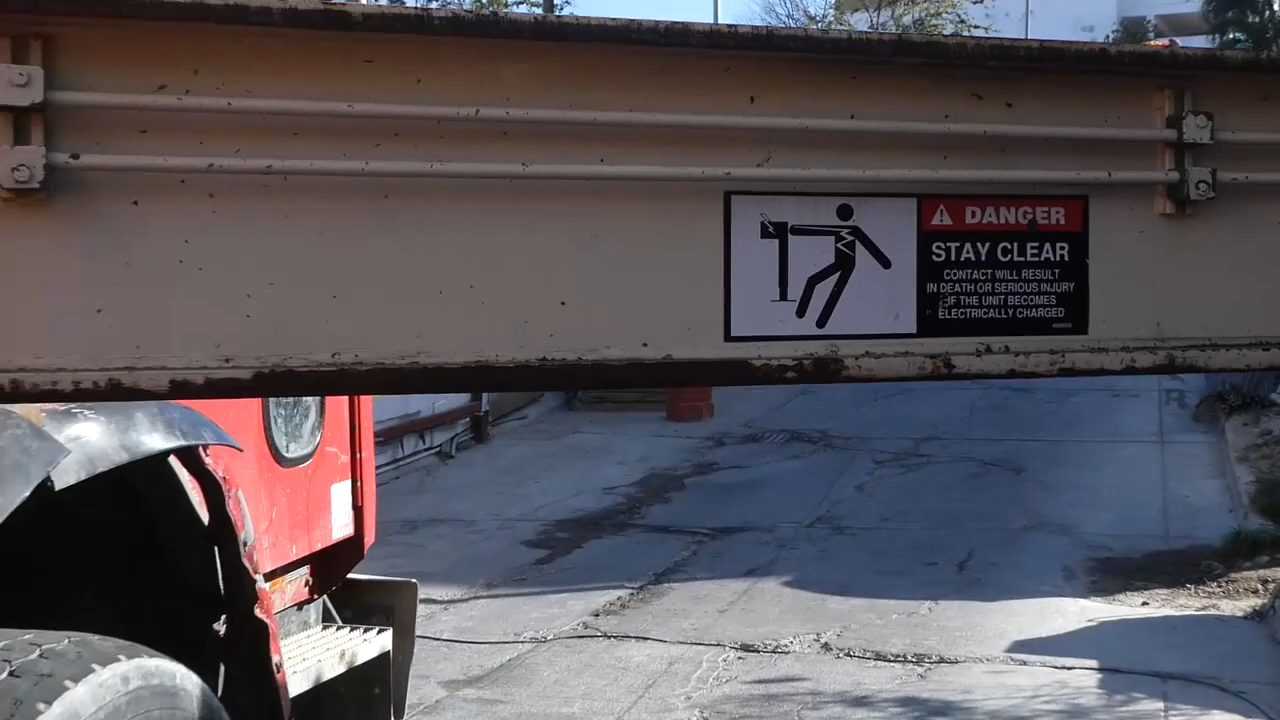 DANGER
STAY CLEAR
CONTACT WILL RESULT
IN DEATH OR SERIOUS INJURY
IF THE UNIT BECOMES
ELECTRICALLY CHARGED